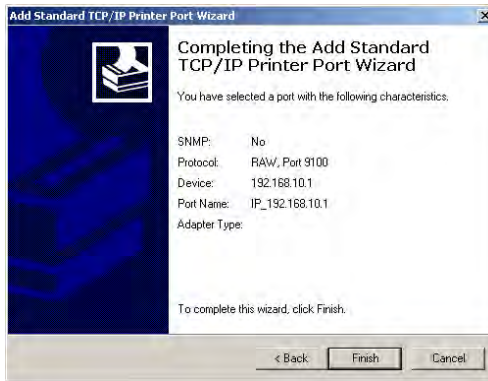 Add Standard TCP/IP Printer Port Wizard
Completing the Add Standard
TCP/IP Printer Port Wizard
You have selected a port with the following characteristics.
SNMP: No
Protocol: RAW, Port 9100
Device: 192.168.10.1
Port Name: IP_192.168.10.1
Adapter Type:
To complete this wizard, click Finish.
< Back Finish Cancel